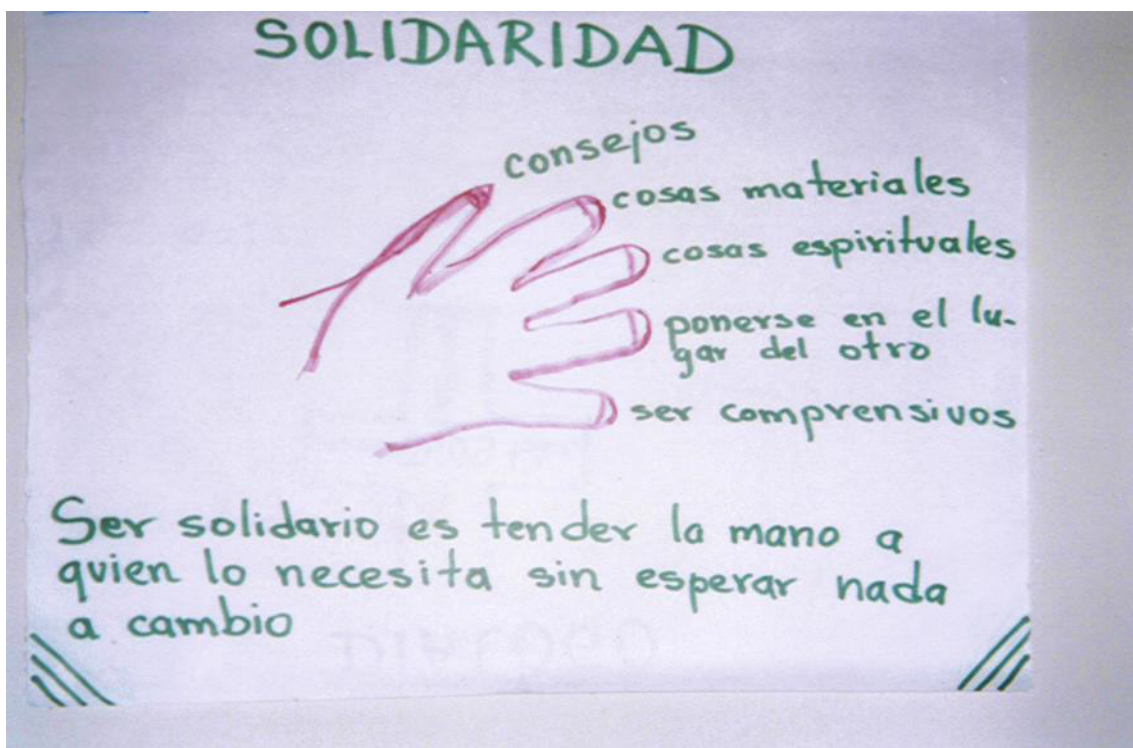 SOLIDARIDAD
consejos
cosas materiales
cosas espirituales
ponerse en el lu-
gar del otro
ser comprensivos
Ser solidario es tender la mano a
quien lo necesita sin esperar nada
a cambio